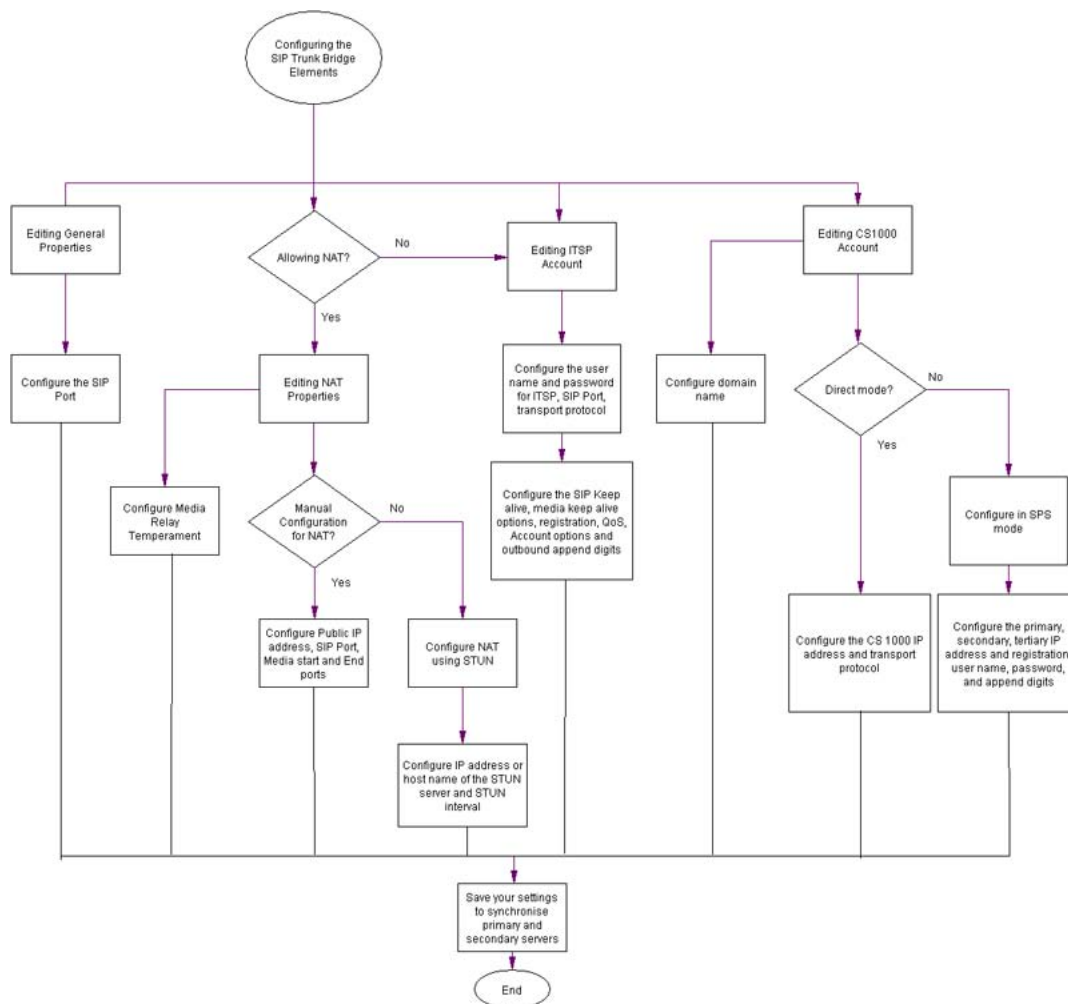 Configuring the
SIP Trunk Bridge
Elements
Editing General
Properties
Allowing NAT?
No
Editing ITSP
Account
Editing CS1000
Account
Yes
Configure the SIP
Port
Editing NAT
Properties
Configure the user
name and password
for ITSP, SIP Port,
transport protocol
Configure domain
name
Direct mode?
No
Yes
Configure Media
Relay
Temperament
Manual
Configuration
for NAT?
No
Yes
Configure the SIP Keep
alive, media keep alive
options, registration, QoS,
Account options and
outbound append digits
Configure in SPS
mode
Configure Public IP
address, SIP Port,
Media start and End
ports
Configure NAT
using STUN
Configure the CS 1000 IP
address and transport
protocol
Configure the primary,
secondary, tertiary IP
address and registration,
user name, password,
and append digits
Configure IP address or
host name of the STUN
server and STUN
interval
Save your settings
to synchronise
primary and
secondary servers
End